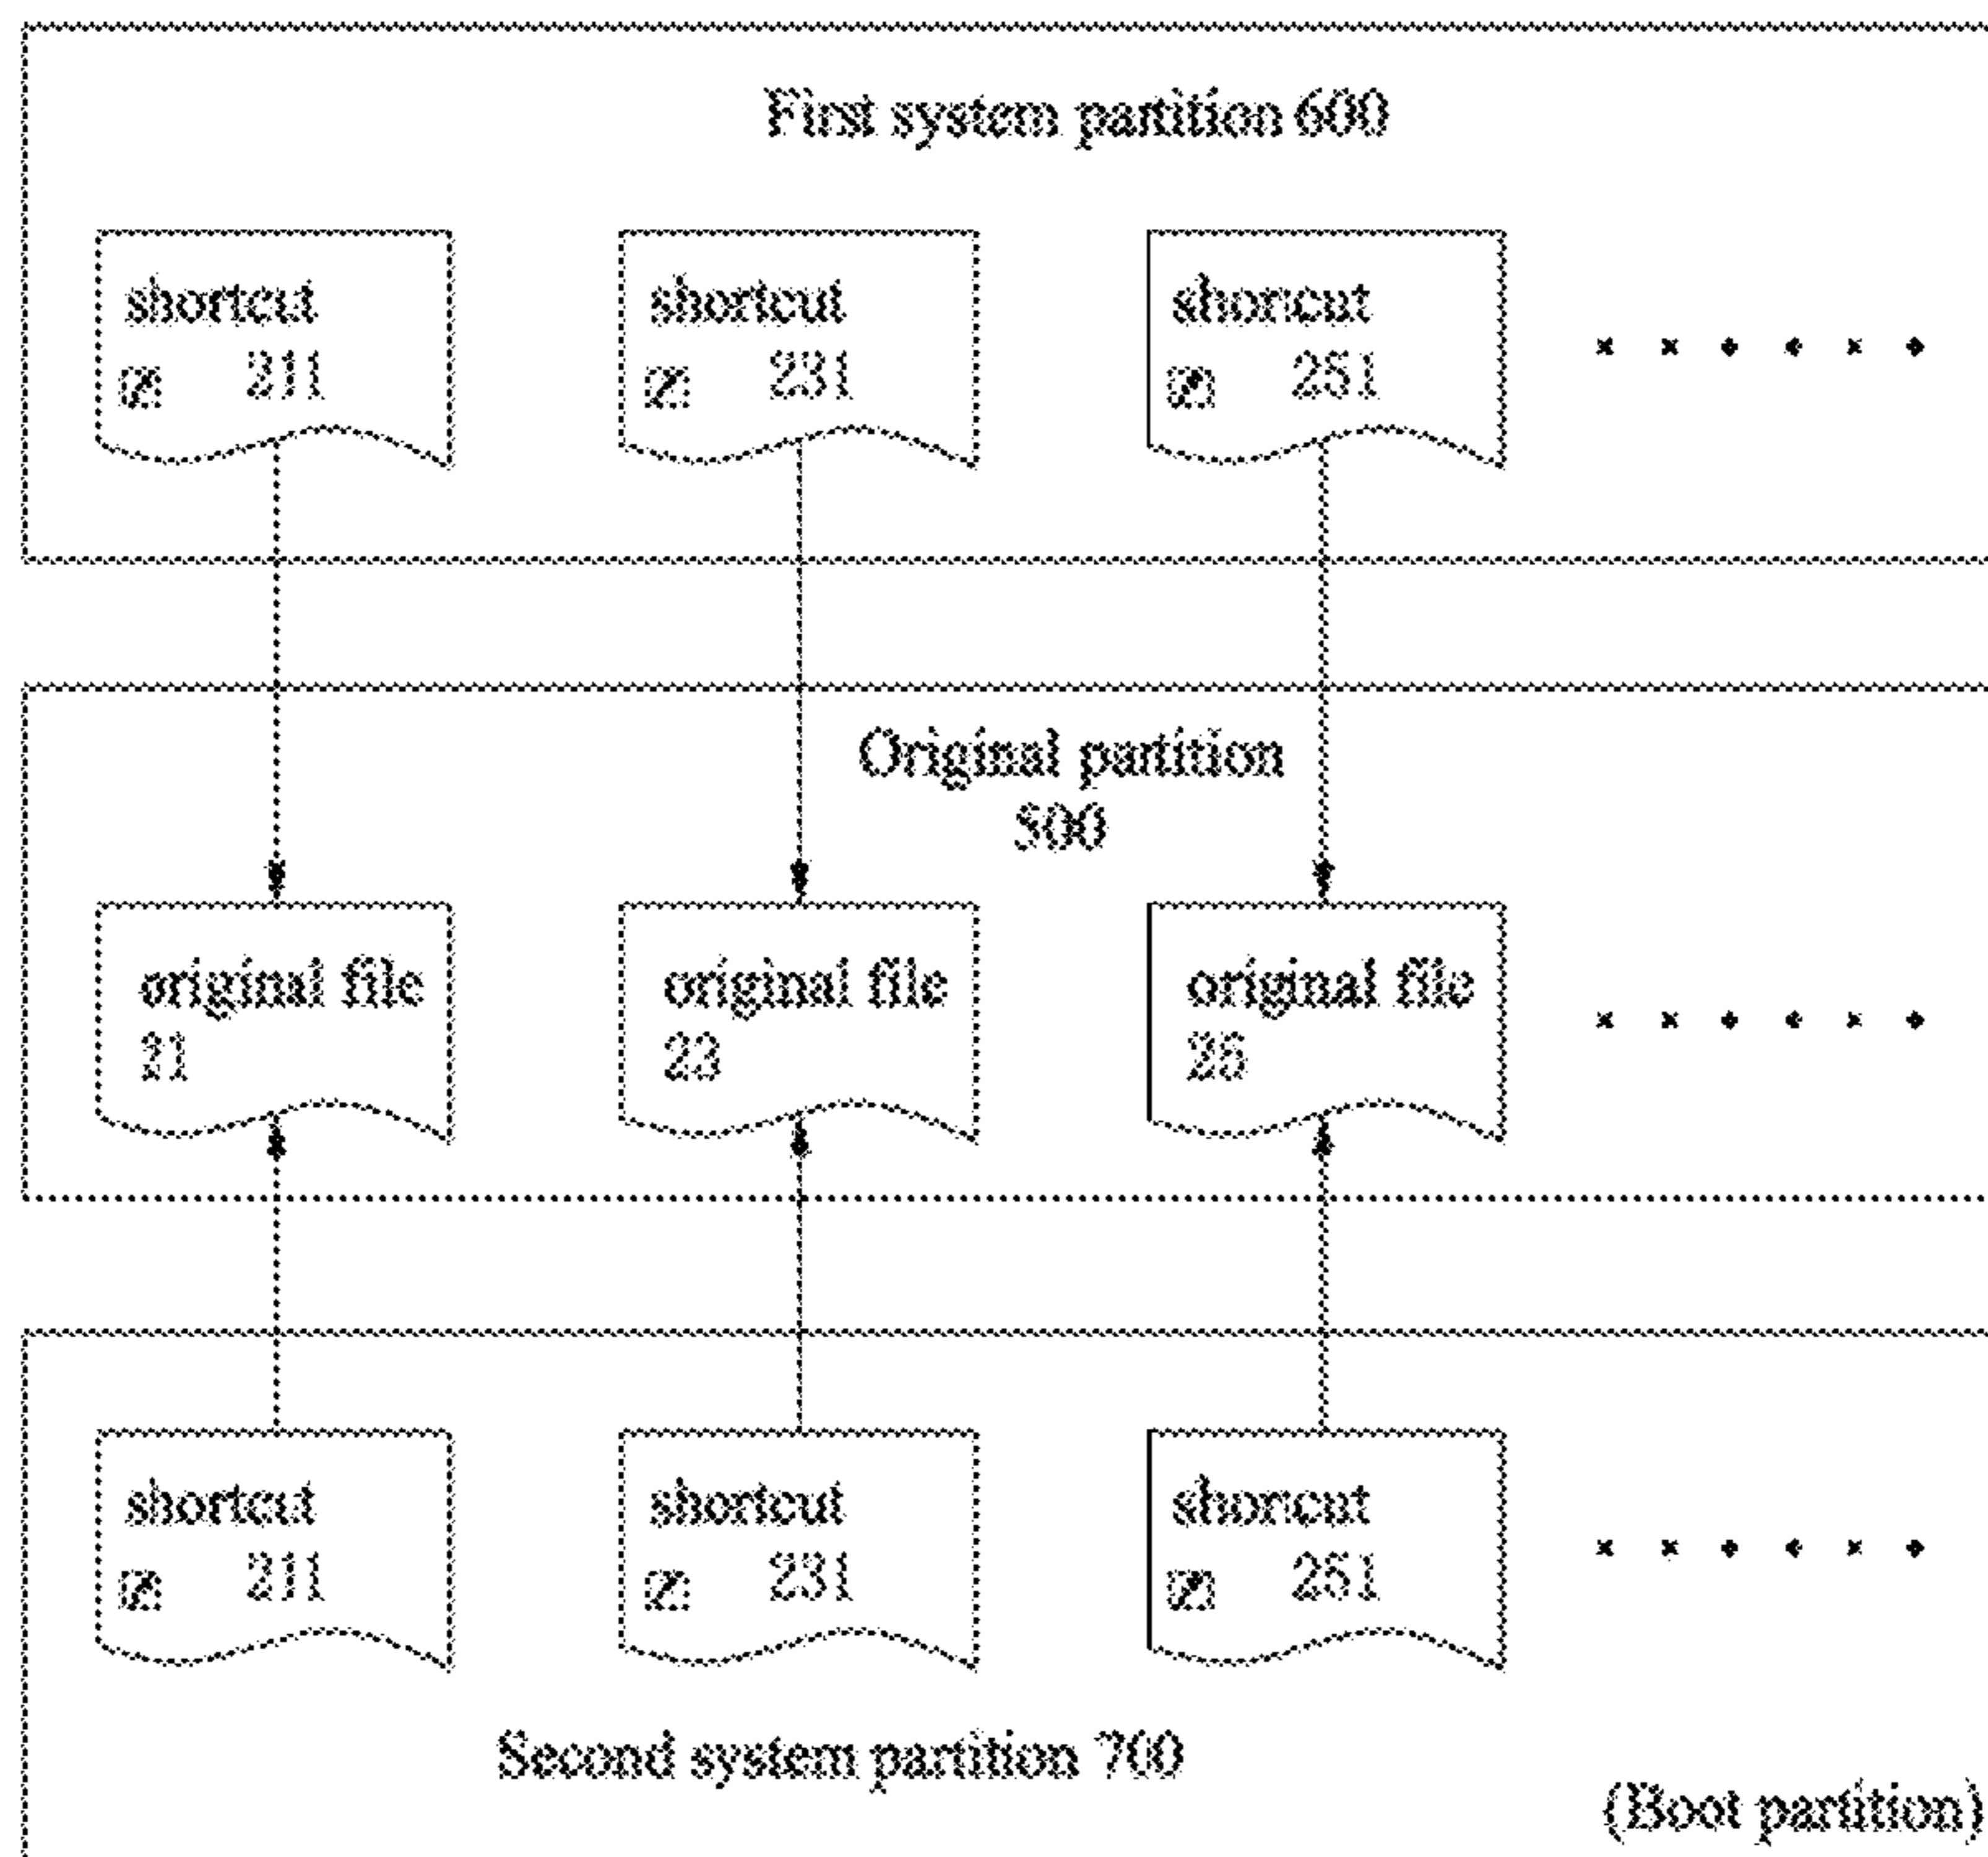 First system partition 600
shortcut
211
shortcut
231
shortcut
251
Original partition
500
original file
21
original file
23
original file
25
shortcut
211
shortcut
231
shortcut
251
Second system partition 700
(Boot partition)